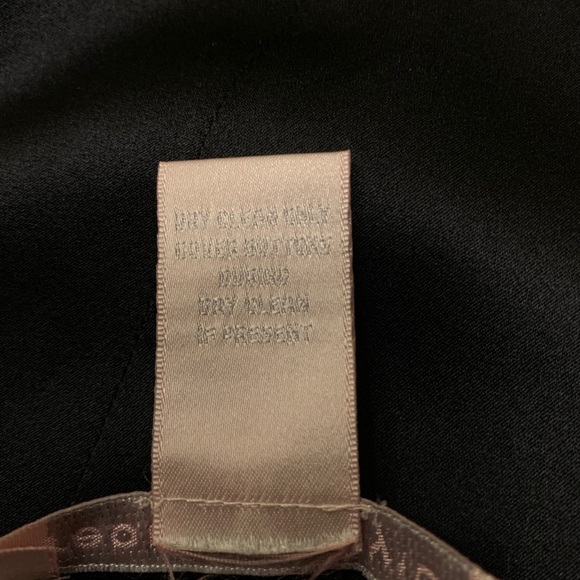 DRY CLEAN ONLY
COVER BUTTONS
DURING
DRY CLEAN
IF PRESENT